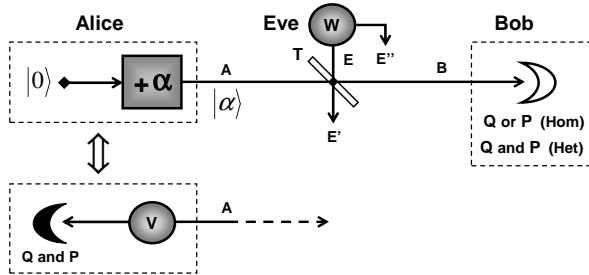 Alice
Eve
Bob
W
|0⟩
+α
A
|α⟩
T
E
E''
E'
B
Q or P (Hom)
Q and P (Het)
V
A
Q and P